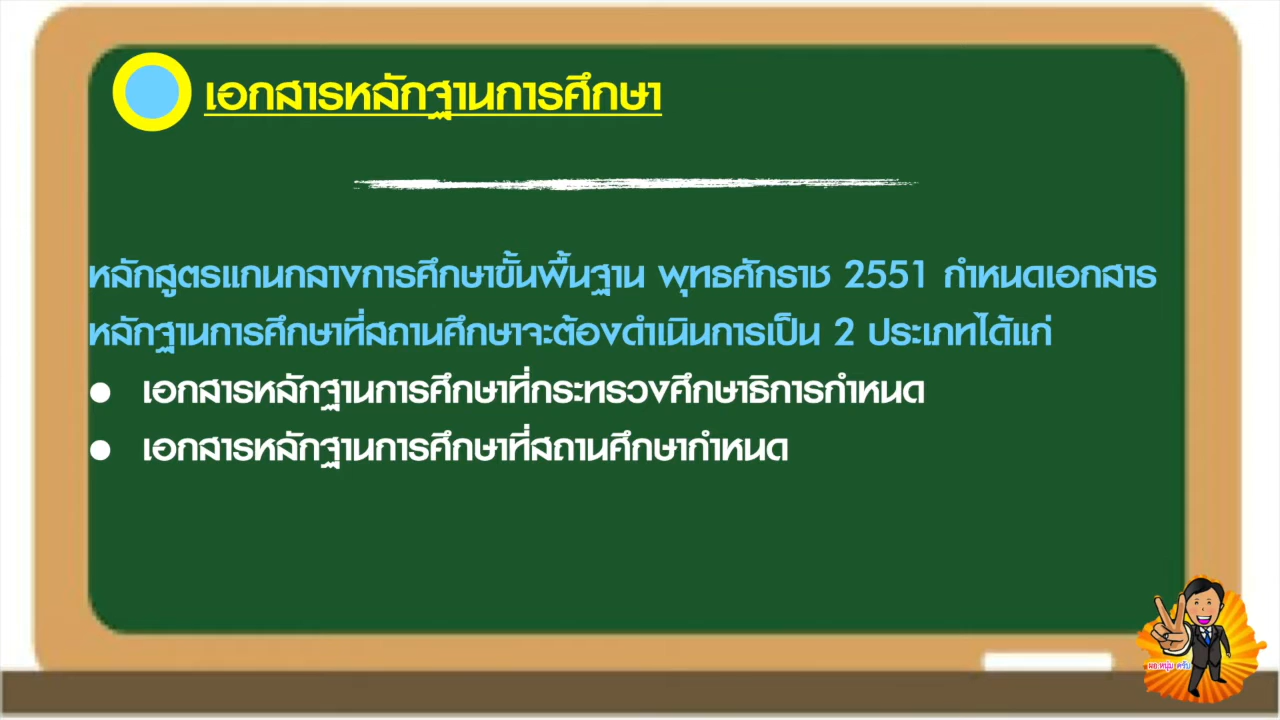 เอกสารหลักฐานการศึกษา
หลักสูตรแกนกลางการศึกษาขั้นพื้นฐาน พุทธศักราช 2551 กำหนดเอกสาร
หลักฐานการศึกษาที่สถานศึกษาจะต้องดำเนินการเป็น 2 ประเภทได้แก่
● เอกสารหลักฐานการศึกษาที่กระทรวงศึกษาธิการกำหนด
● เอกสารหลักฐานการศึกษาที่สถานศึกษากำหนด
ผอ.หนุ่ม ครับ